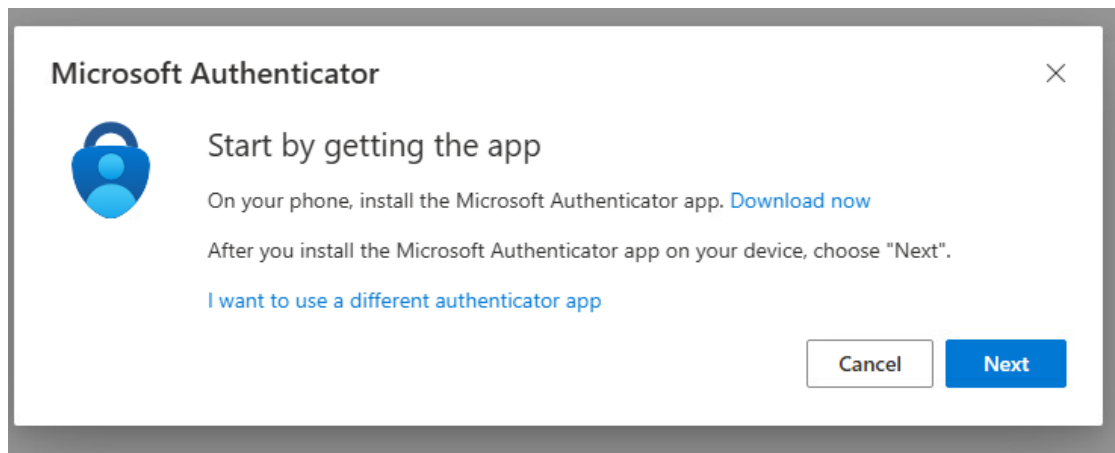 Microsoft Authenticator
Start by getting the app
On your phone, install the Microsoft Authenticator app. Download now
After you install the Microsoft Authenticator app on your device, choose "Next".
I want to use a different authenticator app
Cancel
Next